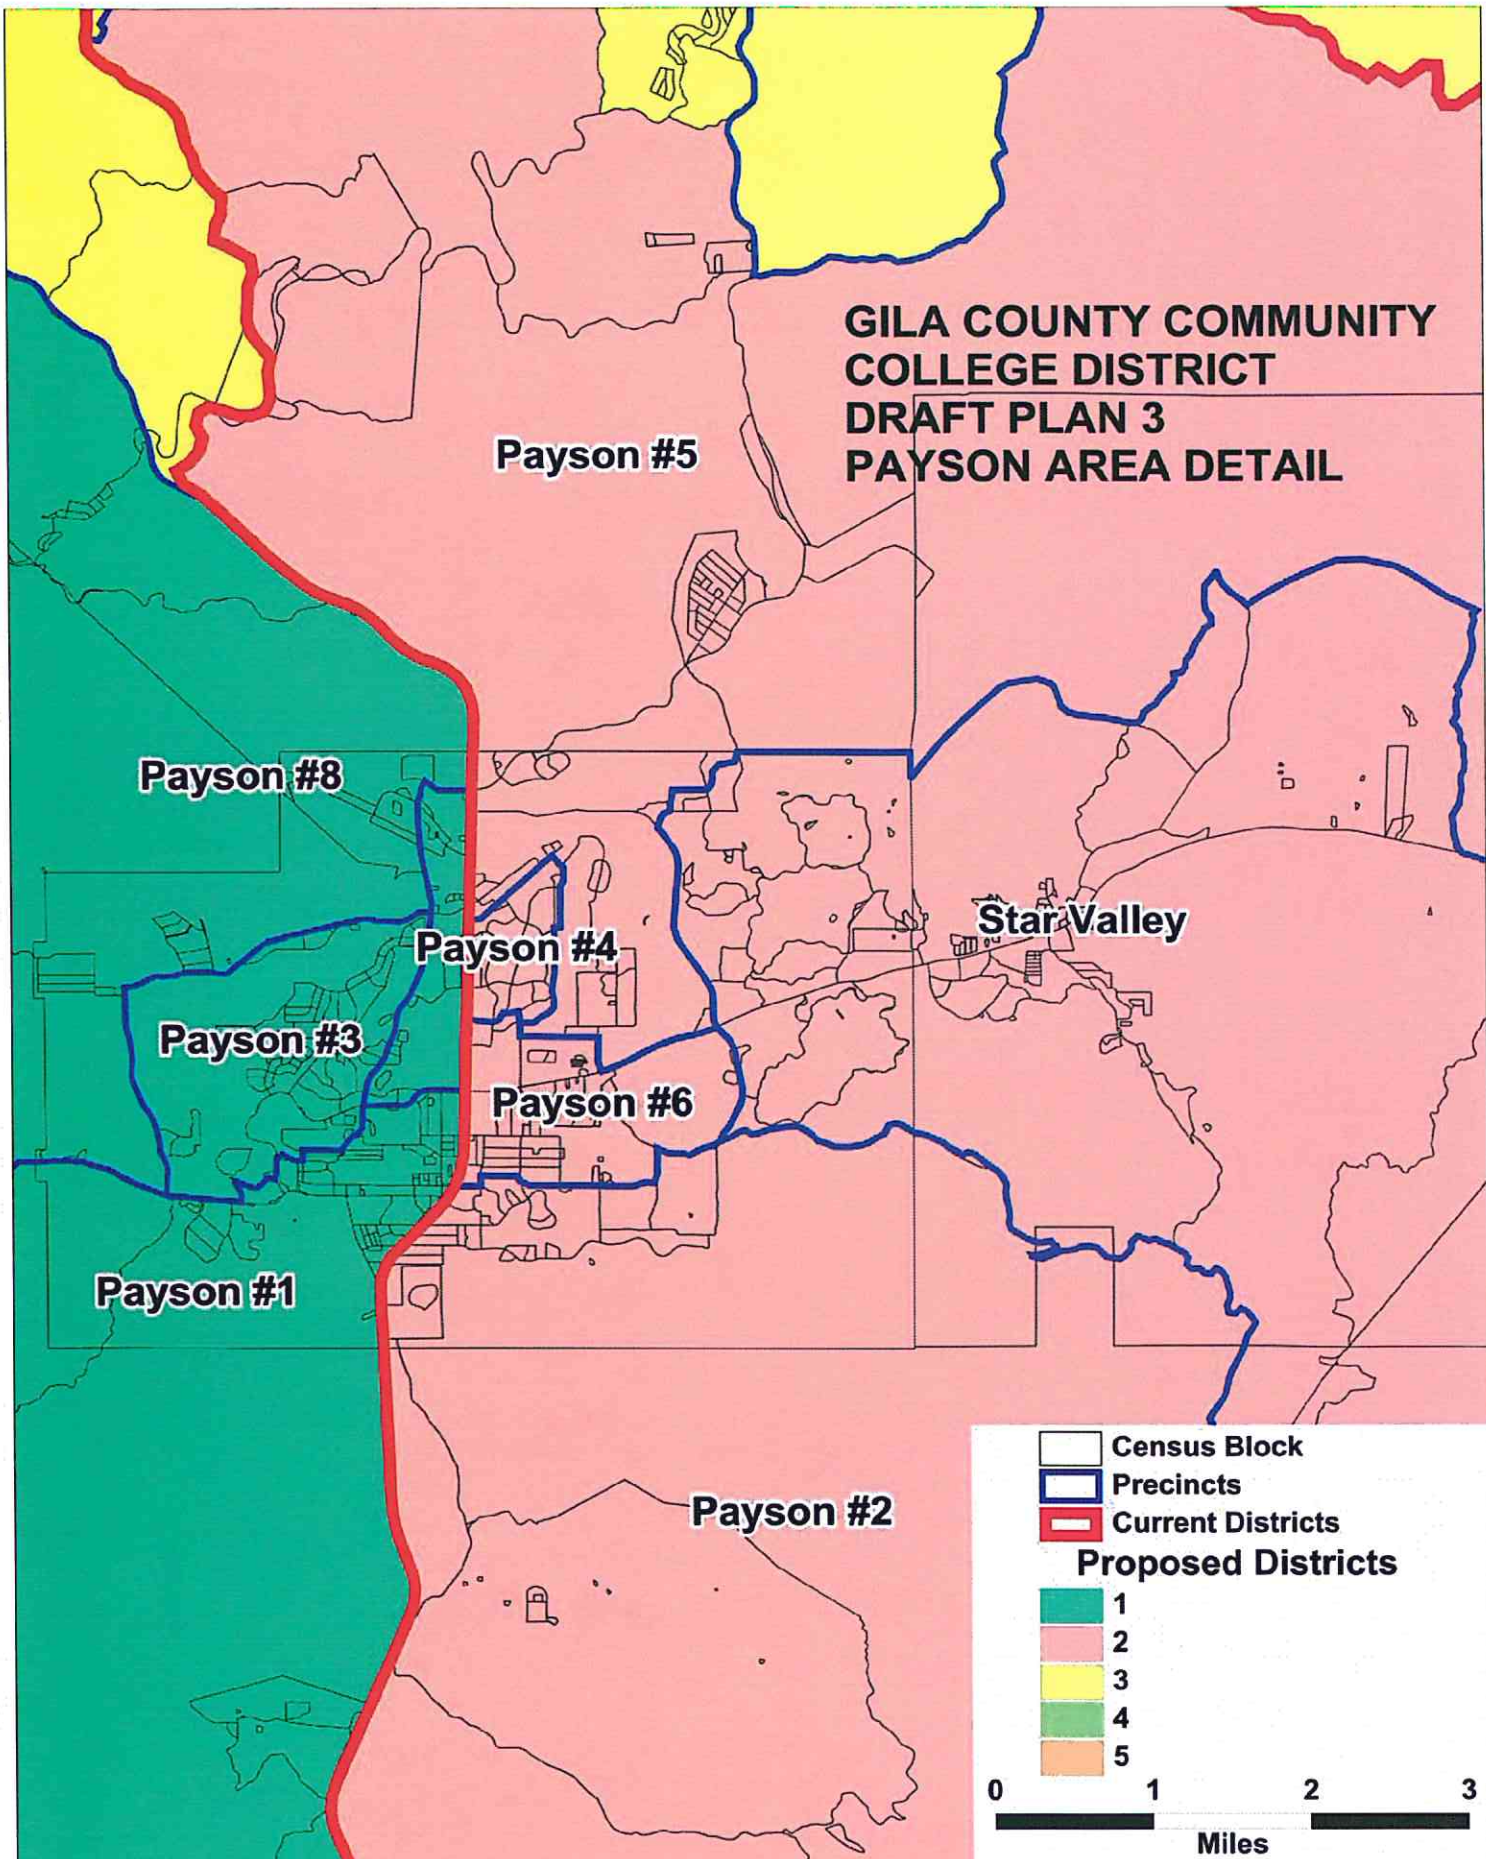 GILA COUNTY COMMUNITY
COLLEGE DISTRICT
DRAFT PLAN 3
PAYSON AREA DETAIL
Payson #5
Payson #8
Star Valley
Payson #4
Payson #3
Payson #6
Payson #1
Payson #2
Census Block
Precincts
Current Districts
Proposed Districts
1
2
3
4
5
0 1 2 3
Miles